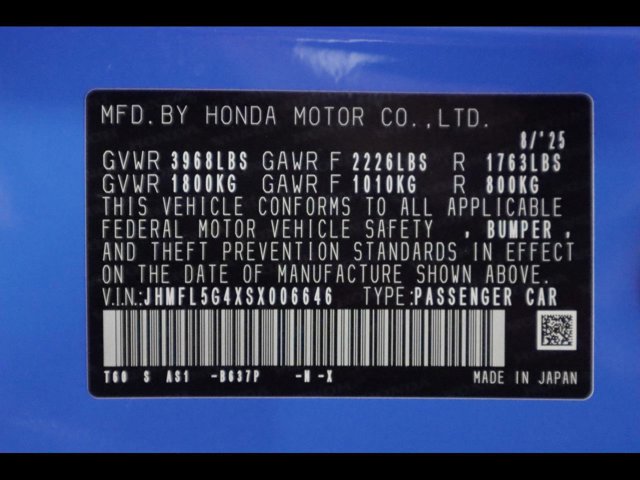 MFD.BY HONDA MOTOR CO.,LTD.
8/'25
GVWR 3968LBS GAWR F 2226LBS R 1763LBS
GVWR 1800KG GAWR F 1010KG R 800KG
THIS VEHICLE CONFORMS TO ALL APPLICABLE
FEDERAL MOTOR VEHICLE SAFETY , BUMPER ,
AND THEFT PREVENTION STANDARDS IN EFFECT
ON THE DATE OF MANUFACTURE SHOWN ABOVE.
V.I.N.:JHMFL5G4XSX006646 TYPE:PASSENGER CAR
T60 S AS1 -B637P -N -X MADE IN JAPAN